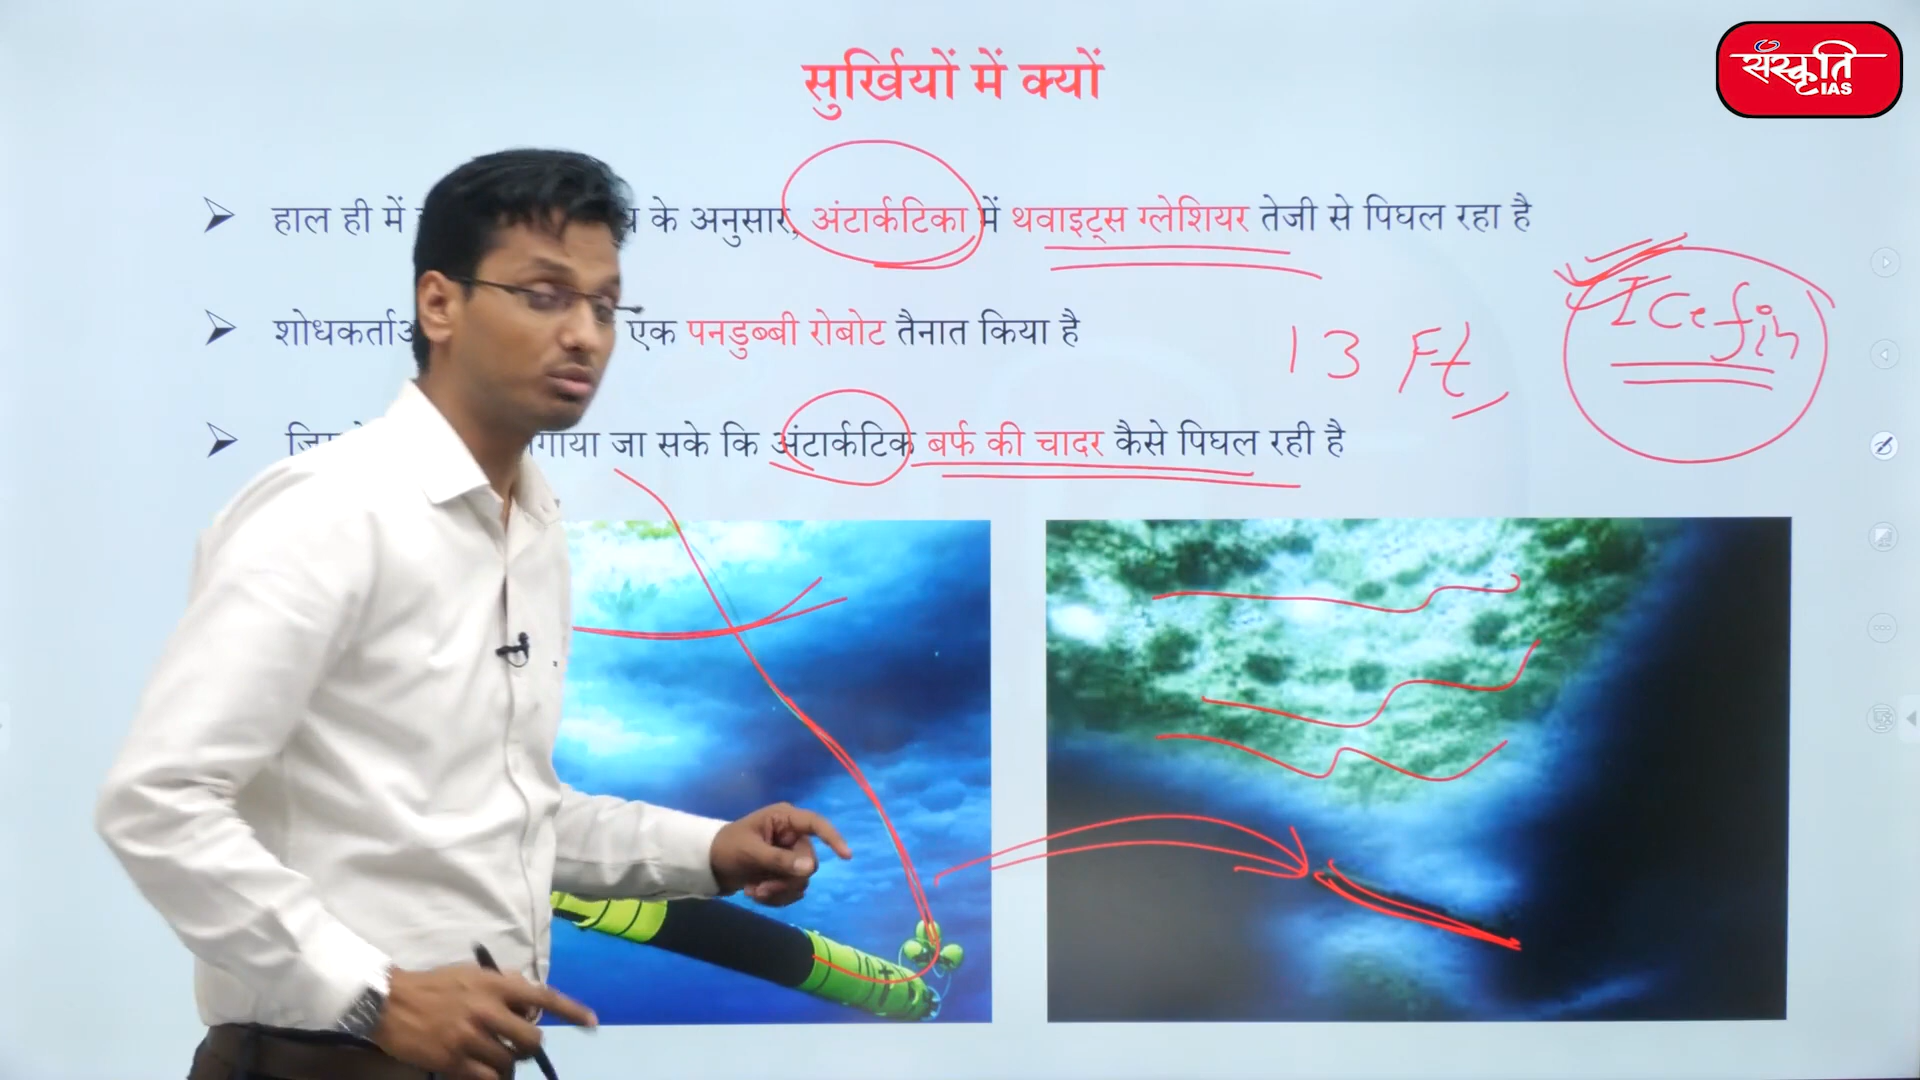 सुर्खियों में क्यों
संस्कृति
IAS
हाल ही में के अनुसार, अंटार्कटिका में थवाइट्स ग्लेशियर तेजी से पिघल रहा है
Icefin
शोधकर्ताओं एक पनडुब्बी रोबोट तैनात किया है
13 Ft,
जा सके कि अंटार्कटिक बर्फ की चादर कैसे पिघल रही है